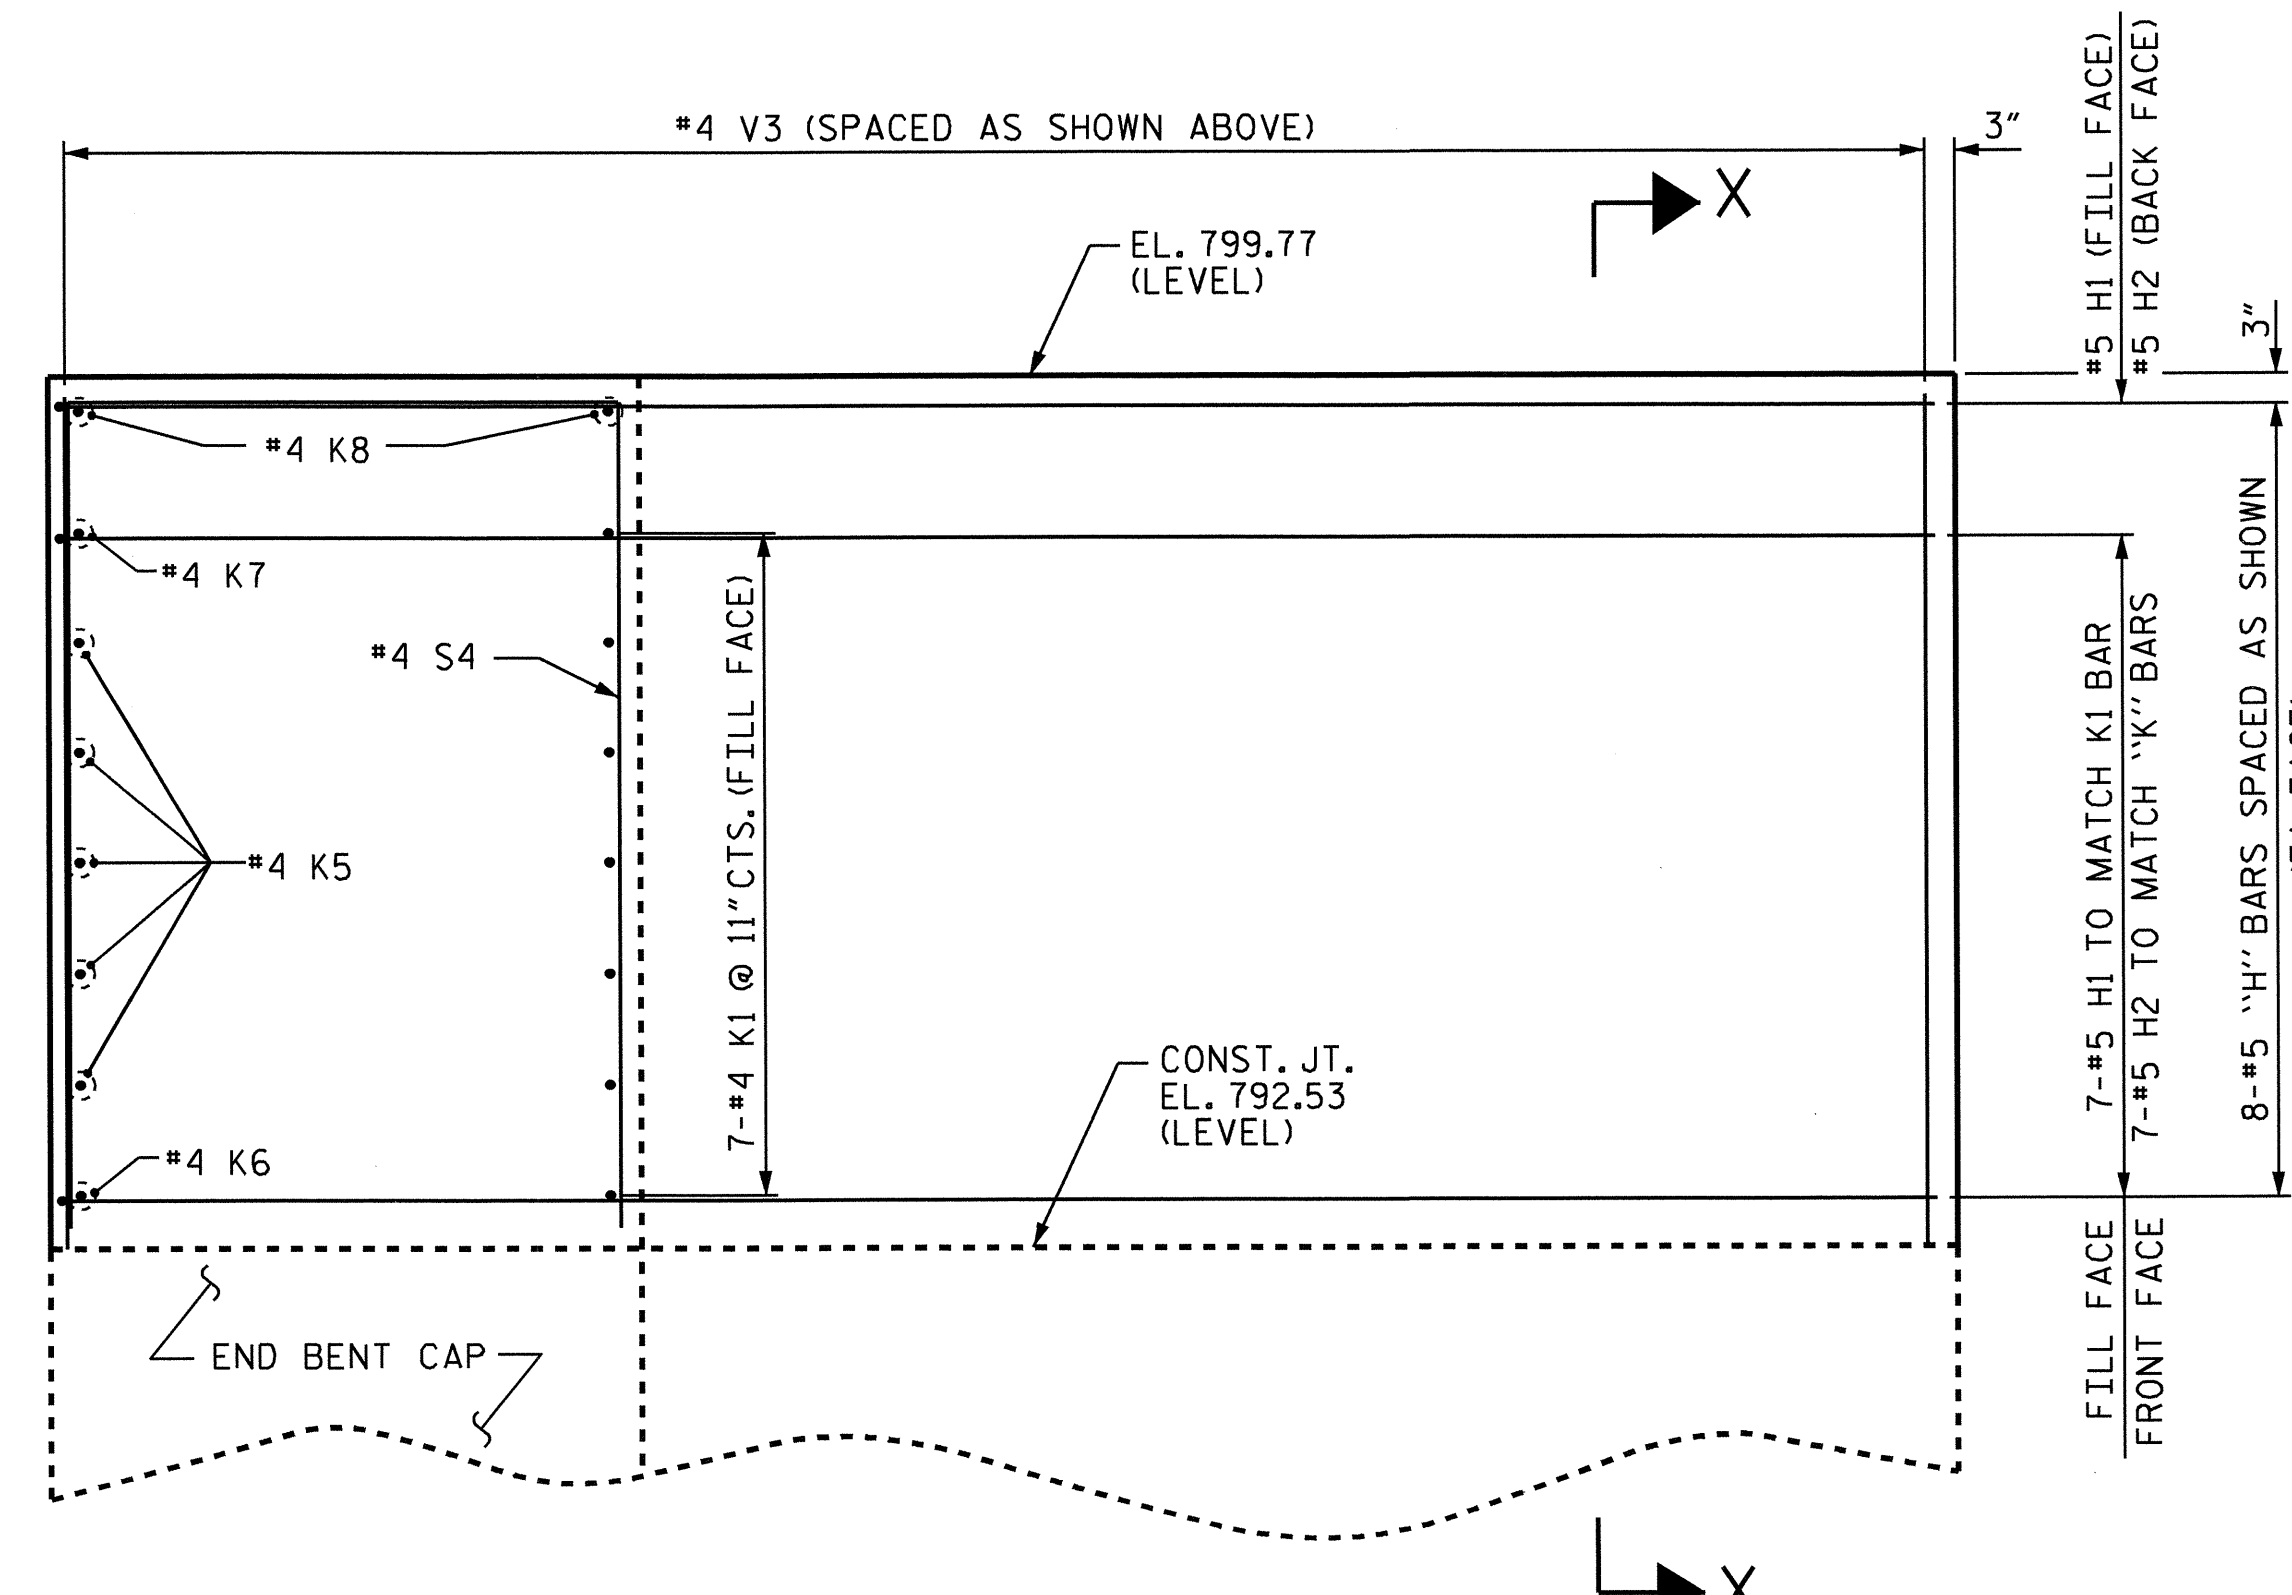 #4 V3 (SPACED AS SHOWN ABOVE)
3"
X
EL. 799.77
(LEVEL)
#5 H1 (FILL FACE)
#5 H2 (BACK FACE)
3"
#4 K8
#4 K7
#4 S4
#4 K5
#4 K6
7-#4 K1 @ 11"CTS.(FILL FACE)
CONST. JT.
EL. 792.53
(LEVEL)
7-#5 H1 TO MATCH K1 BAR
7-#5 H2 TO MATCH "K" BARS
8-#5 "H" BARS SPACED AS SHOWN
FILL FACE
FRONT FACE
END BENT CAP
X